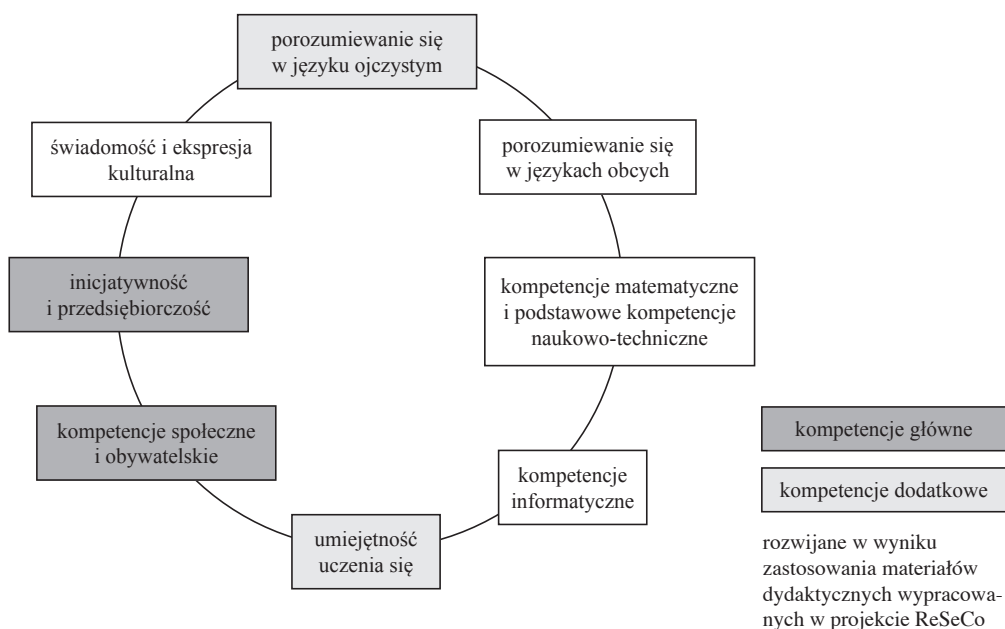 porozumiewanie się
w języku ojczystym
świadomość i ekspresja
kulturalna
porozumiewanie się
w językach obcych
inicjatywność
i przedsiębiorczość
kompetencje matematyczne
i podstawowe kompetencje
naukowo-techniczne
kompetencje społeczne
i obywatelskie
kompetencje
informatyczne
umiejętność
uczenia się
kompetencje główne
kompetencje dodatkowe
rozwijane w wyniku
zastosowania materiałów
dydaktycznych wypracowa-
nych w projekcie ReSeCo